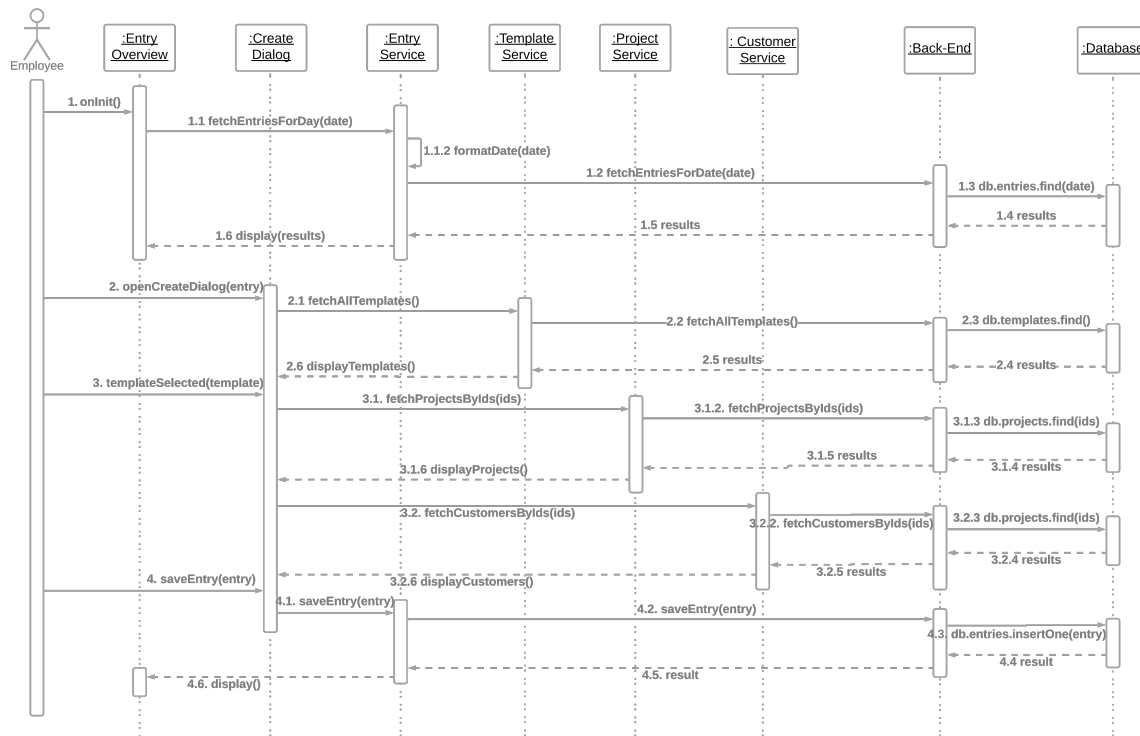 Employee
:Entry
Overview
:Create
Dialog
:Entry
Service
:Template
Service
:Project
Service
: Customer
Service
:Back-End
:Database
1. onInit()
1.1 fetchEntriesForDay(date)
1.1.2 formatDate(date)
1.2 fetchEntriesForDate(date)
1.3 db.entries.find(date)
1.4 results
1.5 results
1.6 display(results)
2. openCreateDialog(entry)
2.1 fetchAllTemplates()
2.2 fetchAllTemplates()
2.3 db.templates.find()
2.4 results
2.5 results
2.6 displayTemplates()
3. templateSelected(template)
3.1. fetchProjectsByIds(ids)
3.1.2. fetchProjectsByIds(ids)
3.1.3 db.projects.find(ids)
3.1.4 results
3.1.5 results
3.1.6 displayProjects()
3.2. fetchCustomersByIds(ids)
3.2.2. fetchCustomersByIds(ids)
3.2.3 db.projects.find(ids)
3.2.4 results
3.2.5 results
3.2.6 displayCustomers()
4. saveEntry(entry)
4.1. saveEntry(entry)
4.2. saveEntry(entry)
4.3. db.entries.insertOne(entry)
4.4 result
4.5. result
4.6. display()